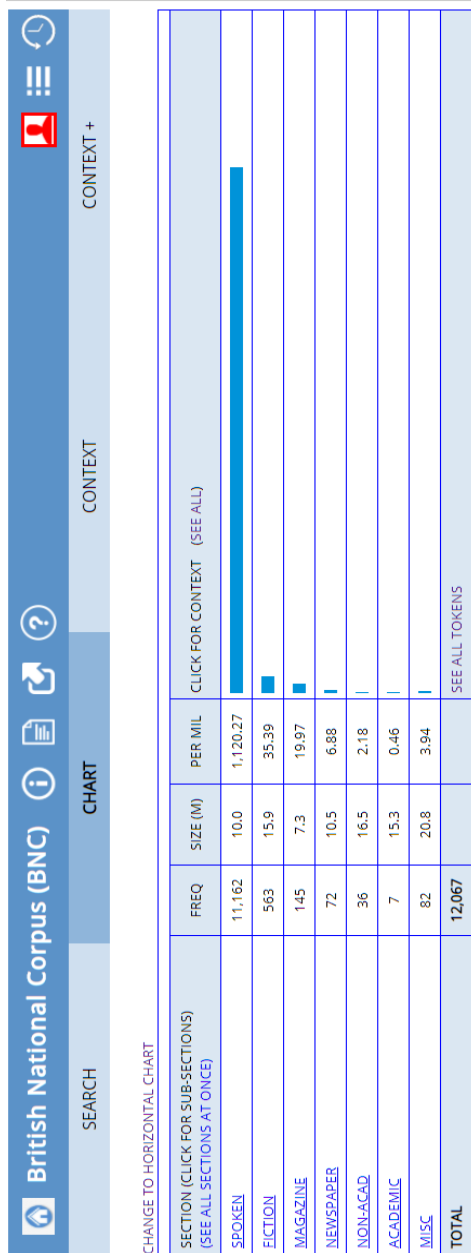 British National Corpus (BNC)
SEARCH CHART CONTEXT CONTEXT +
CHANGE TO HORIZONTAL CHART
SECTION (CLICK FOR SUB-SECTIONS)
(SEE ALL SECTIONS AT ONCE) FREQ SIZE (M) PER MIL CLICK FOR CONTEXT (SEE ALL)
SPOKEN 11,162 10.0 1,120.27
FICTION 563 15.9 35.39
MAGAZINE 145 7.3 19.97
NEWSPAPER 72 10.5 6.88
NON-ACAD 36 16.5 2.18
ACADEMIC 7 15.3 0.46
MISC 82 20.8 3.94
TOTAL 12,067 SEE ALL TOKENS